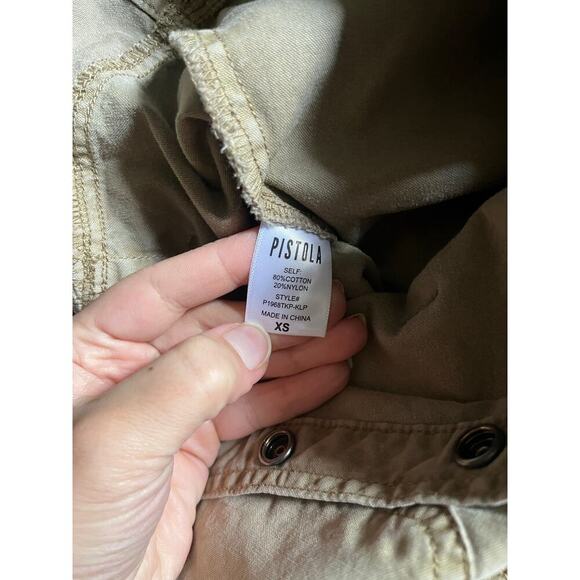 PISTOLA
SELF:
80%COTTON
20%NYLON
STYLE#
P1968TKP-KLP
MADE IN CHINA
XS